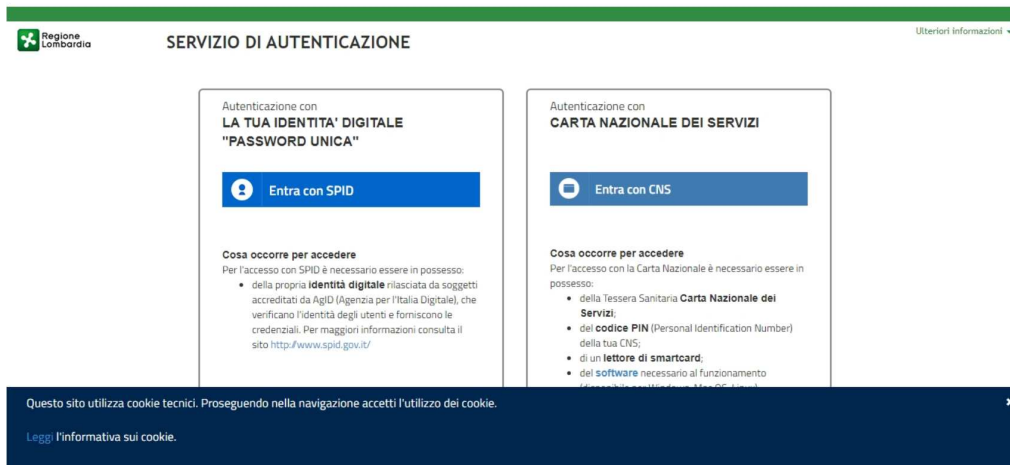 Regione
Lombardia
SERVIZIO DI AUTENTICAZIONE
Ulteriori informazioni
Autenticazione con
LA TUA IDENTITA' DIGITALE
"PASSWORD UNICA"
Entra con SPID
Cosa occorre per accedere
Per l'accesso con SPID è necessario essere in possesso:
• della propria identità digitale rilasciata da soggetti
accreditati da AgID (Agenzia per l'Italia Digitale), che
verificano l'identità degli utenti e forniscono le
credenziali. Per maggiori informazioni consulta il
sito http://www.spid.gov.it/
Autenticazione con
CARTA NAZIONALE DEI SERVIZI
Entra con CNS
Cosa occorre per accedere
Per l'accesso con la Carta Nazionale è necessario essere in
possesso:
• della Tessera Sanitaria Carta Nazionale dei
Servizi;
• del codice PIN (Personal Identification Number)
della tua CNS;
• di un lettore di smartcard;
• del software necessario al funzionamento
(disponibile per Windows, Mac OS, Linux)
Questo sito utilizza cookie tecnici. Proseguendo nella navigazione accetti l'utilizzo dei cookie.
Leggi l'informativa sui cookie.